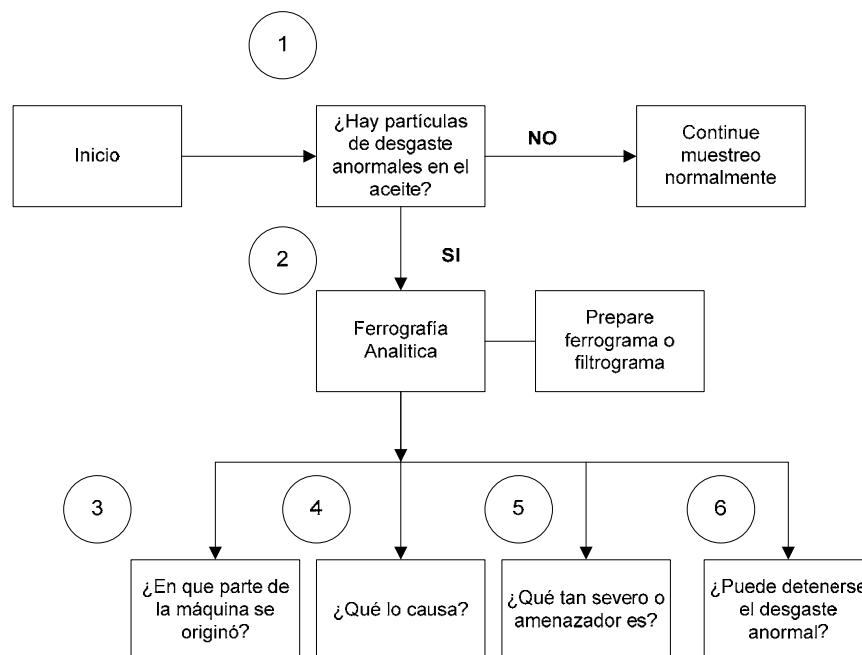 1
Inicio
¿Hay partículas
de desgaste
anormales en el
aceite?
NO
Continue
muestreo
normalmente
2
SI
Ferrografía
Analitica
Prepare
ferrograma o
filtrograma
3
4
5
6
¿En que parte de
la máquina se
originó?
¿Qué lo causa?
¿Qué tan severo o
amenazador es?
¿Puede detenerse
el desgaste
anormal?